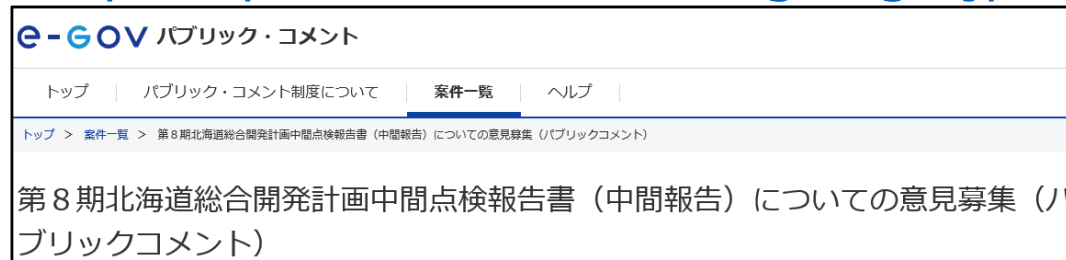 e-GOV パブリック・コメント
トップ パブリック・コメント制度について 案件一覧 ヘルプ
トップ > 案件一覧 > 第８期北海道総合開発計画中間点検報告書（中間報告）についての意見募集（パブリックコメント）
第８期北海道総合開発計画中間点検報告書（中間報告）についての意見募集（パ
ブリックコメント）